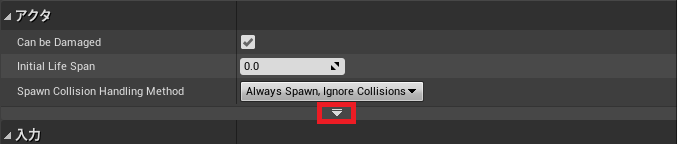 アクタ
Can be Damaged
Initial Life Span 0.0
Spawn Collision Handling Method Always Spawn, Ignore Collisions
入力